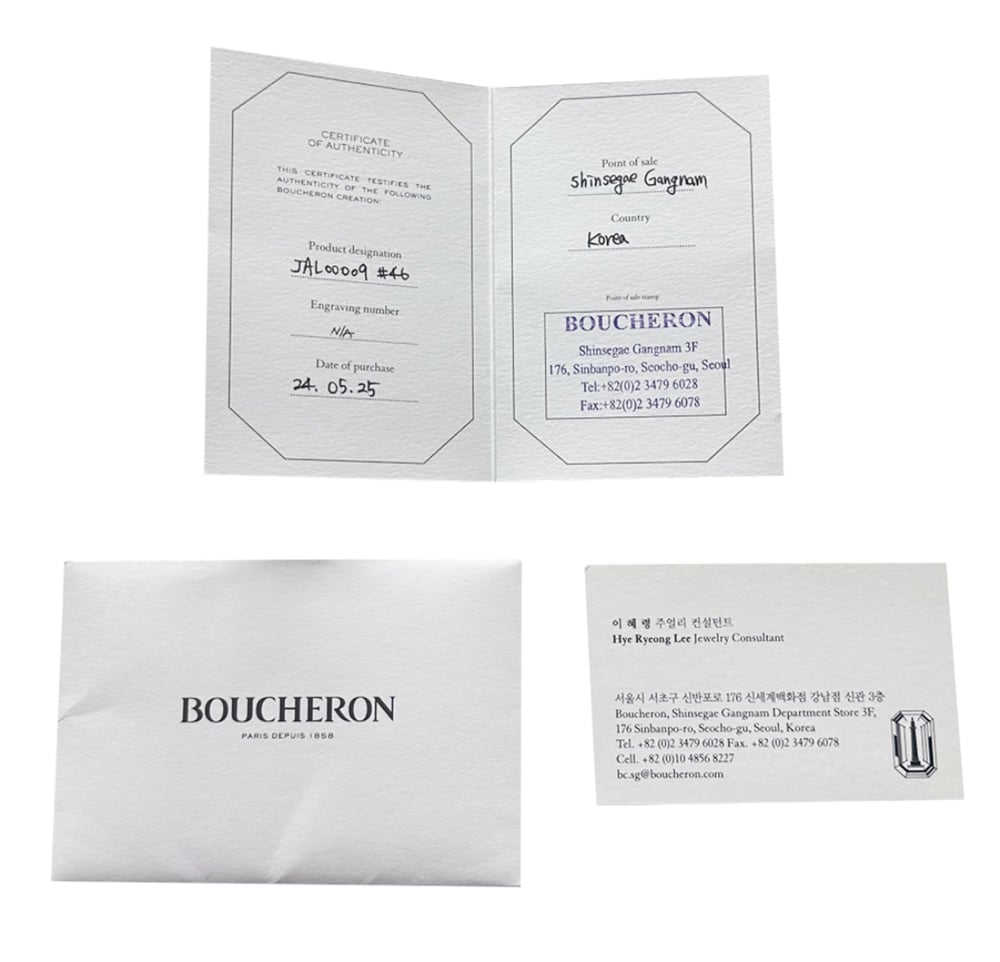 CERTIFICATE
OF AUTHENTICITY
THIS CERTIFICATE TESTIFIES THE
AUTHENTICITY OF THE FOLLOWING
BOUCHERON CREATION:
Product designation
JAL00009 #46
Engraving number
N/A
Date of purchase
24. 05. 25
Point of sale
Shinsegae Gangnam
Country
Korea
Point of sale stamp
BOUCHERON
Shinsegae Gangnam 3F
176, Sinbanpo-ro, Seocho-gu, Seoul
Tel:+82(0)2 3479 6028
Fax:+82(0)2 3479 6078
BOUCHERON
PARIS DEPUIS 1858
이 혜 령 주얼리 컨설턴트
Hye Ryeong Lee Jewelry Consultant
서울시 서초구 신반포로 176 신세계백화점 강남점 신관 3층
Boucheron, Shinsegae Gangnam Department Store 3F,
176 Sinbanpo-ro, Seocho-gu, Seoul, Korea
Tel. +82 (0)2 3479 6028 Fax. +82 (0)2 3479 6078
Cell. +82 (0)10 4856 8227
bc.sg@boucheron.com